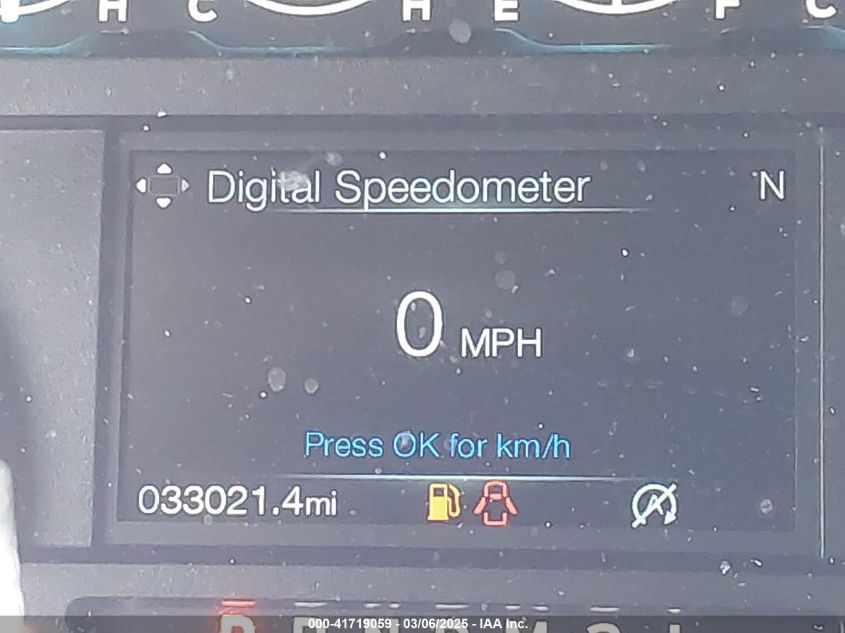 H C H E F C
Digital Speedometer N
0 MPH
Press OK for km/h
033021.4mi
000-41719059 - 03/06/2025 - IAA Inc.